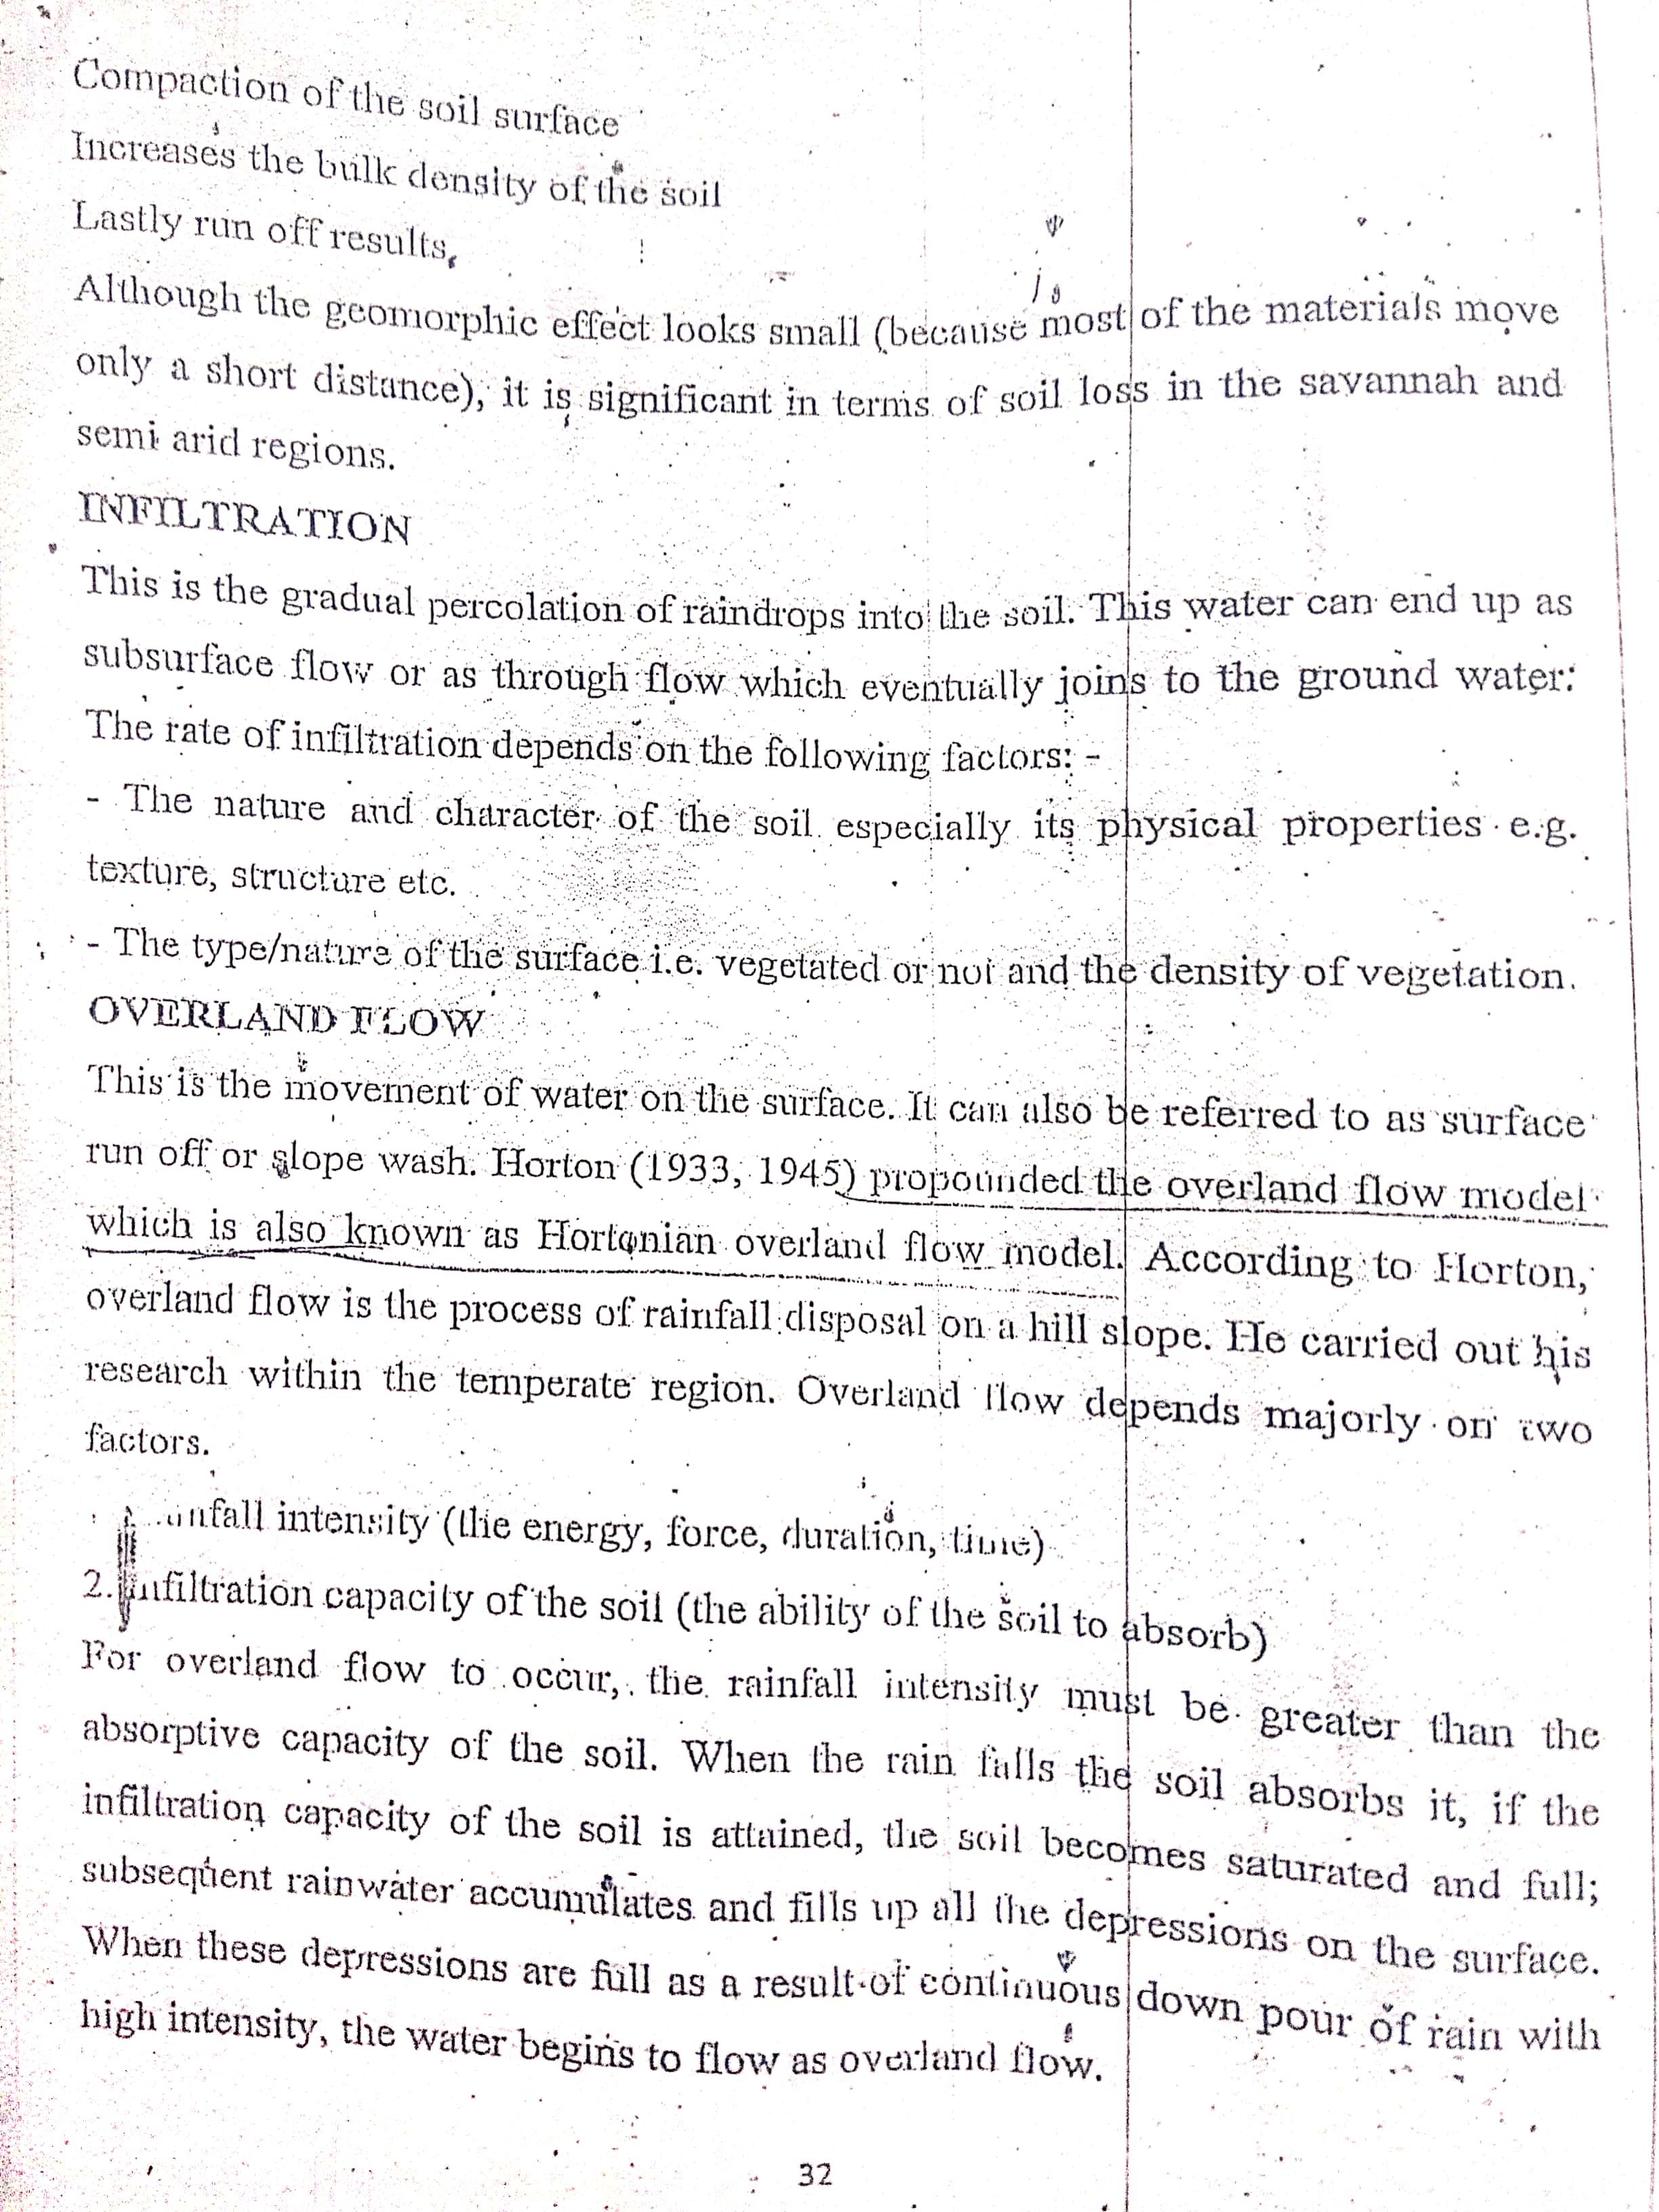 Compaction of the soil surface
Increases the bulk density of the soil
Lastly run off results,
Although the geomorphic effect looks small (because most of the materials move
only a short distance), it is significant in terms of soil loss in the savannah and
semi arid regions.
INFILTRATION
This is the gradual percolation of raindrops into the soil. This water can end up as
subsurface flow or as through flow which eventually joins to the ground water:
The rate of infiltration depends on the following factors: -
- The nature and character of the soil especially its physical properties e.g.
texture, structure etc.
- The type/nature of the surface i.e. vegetated or not and the density of vegetation.
OVERLAND FLOW
This is the movement of water on the surface. It can also be referred to as surface
run off or slope wash. Horton (1933, 1945) propounded the overland flow model
which is also known as Hortonian overland flow model. According to Horton,
overland flow is the process of rainfall disposal on a hill slope. He carried out his
research within the temperate region. Overland flow depends majorly on two
factors.
intensity (the energy, force, duration, time)
2. Infiltration capacity of the soil (the ability of the soil to absorb)
For overland flow to occur, the rainfall intensity must be greater than the
absorptive capacity of the soil. When the rain falls the soil absorbs it, if the
infiltration capacity of the soil is attained, the soil becomes saturated and full;
subsequent rainwater accumulates and fills up all the depressions on the surface.
When these depressions are full as a result of continuous down pour of rain with
high intensity, the water begins to flow as overland flow.
32